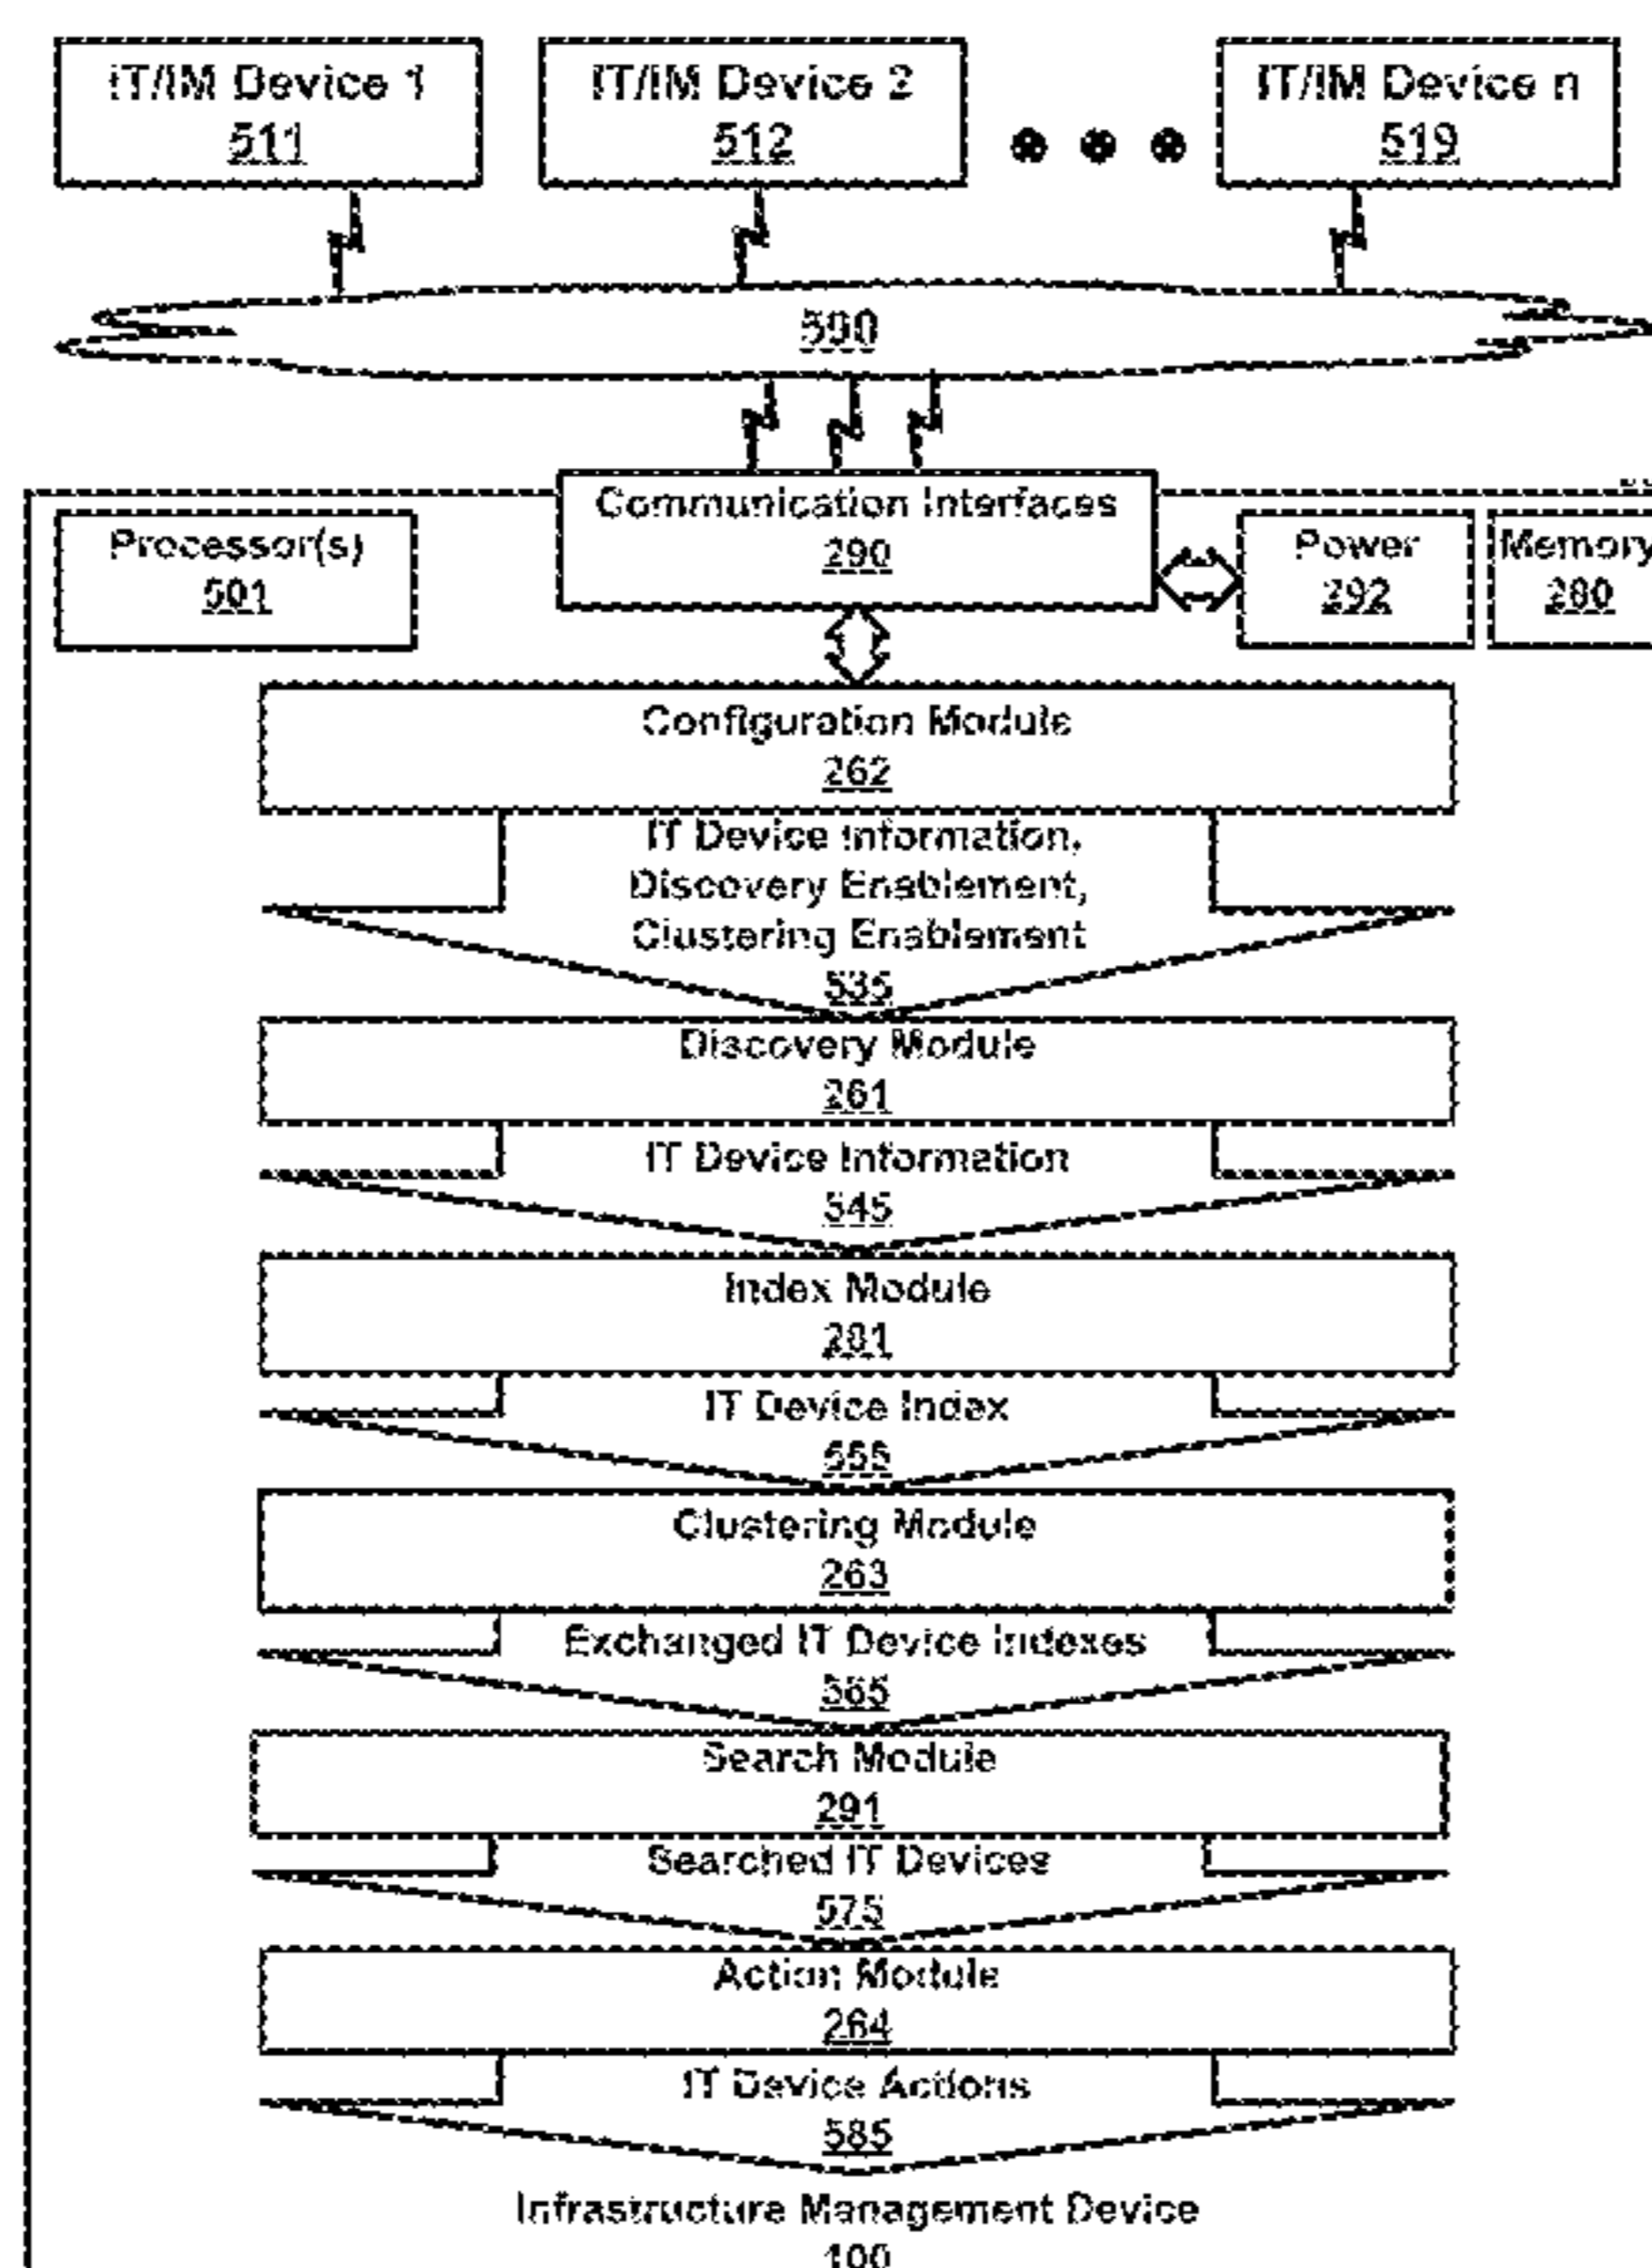 IT/IM Device 1
511
IT/IM Device 2
512
IT/IM Device n
519
590
Communication Interfaces
290
Processor(s)
501
Power
292
Memory
280
Configuration Module
262
IT Device Information,
Discovery Enablement,
Clustering Enablement
535
Discovery Module
261
IT Device Information
545
Index Module
281
IT Device Index
555
Clustering Module
263
Exchanged IT Device Indexes
565
Search Module
291
Searched IT Devices
575
Action Module
264
IT Device Actions
585
Infrastructure Management Device
100